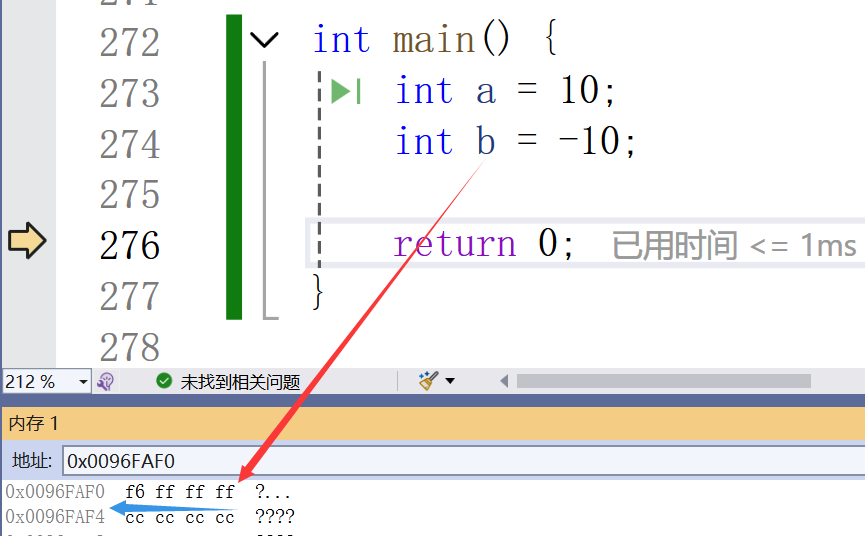 272 int main() {
273 int a = 10;
274 int b = -10;
275
276 return 0; 已用时间 <= 1ms
277 }
278
212 % 未找到相关问题
内存 1
地址: 0x0096FAF0
0x0096FAF0 f6 ff ff ff ?...
0x0096FAF4 cc cc cc cc ????